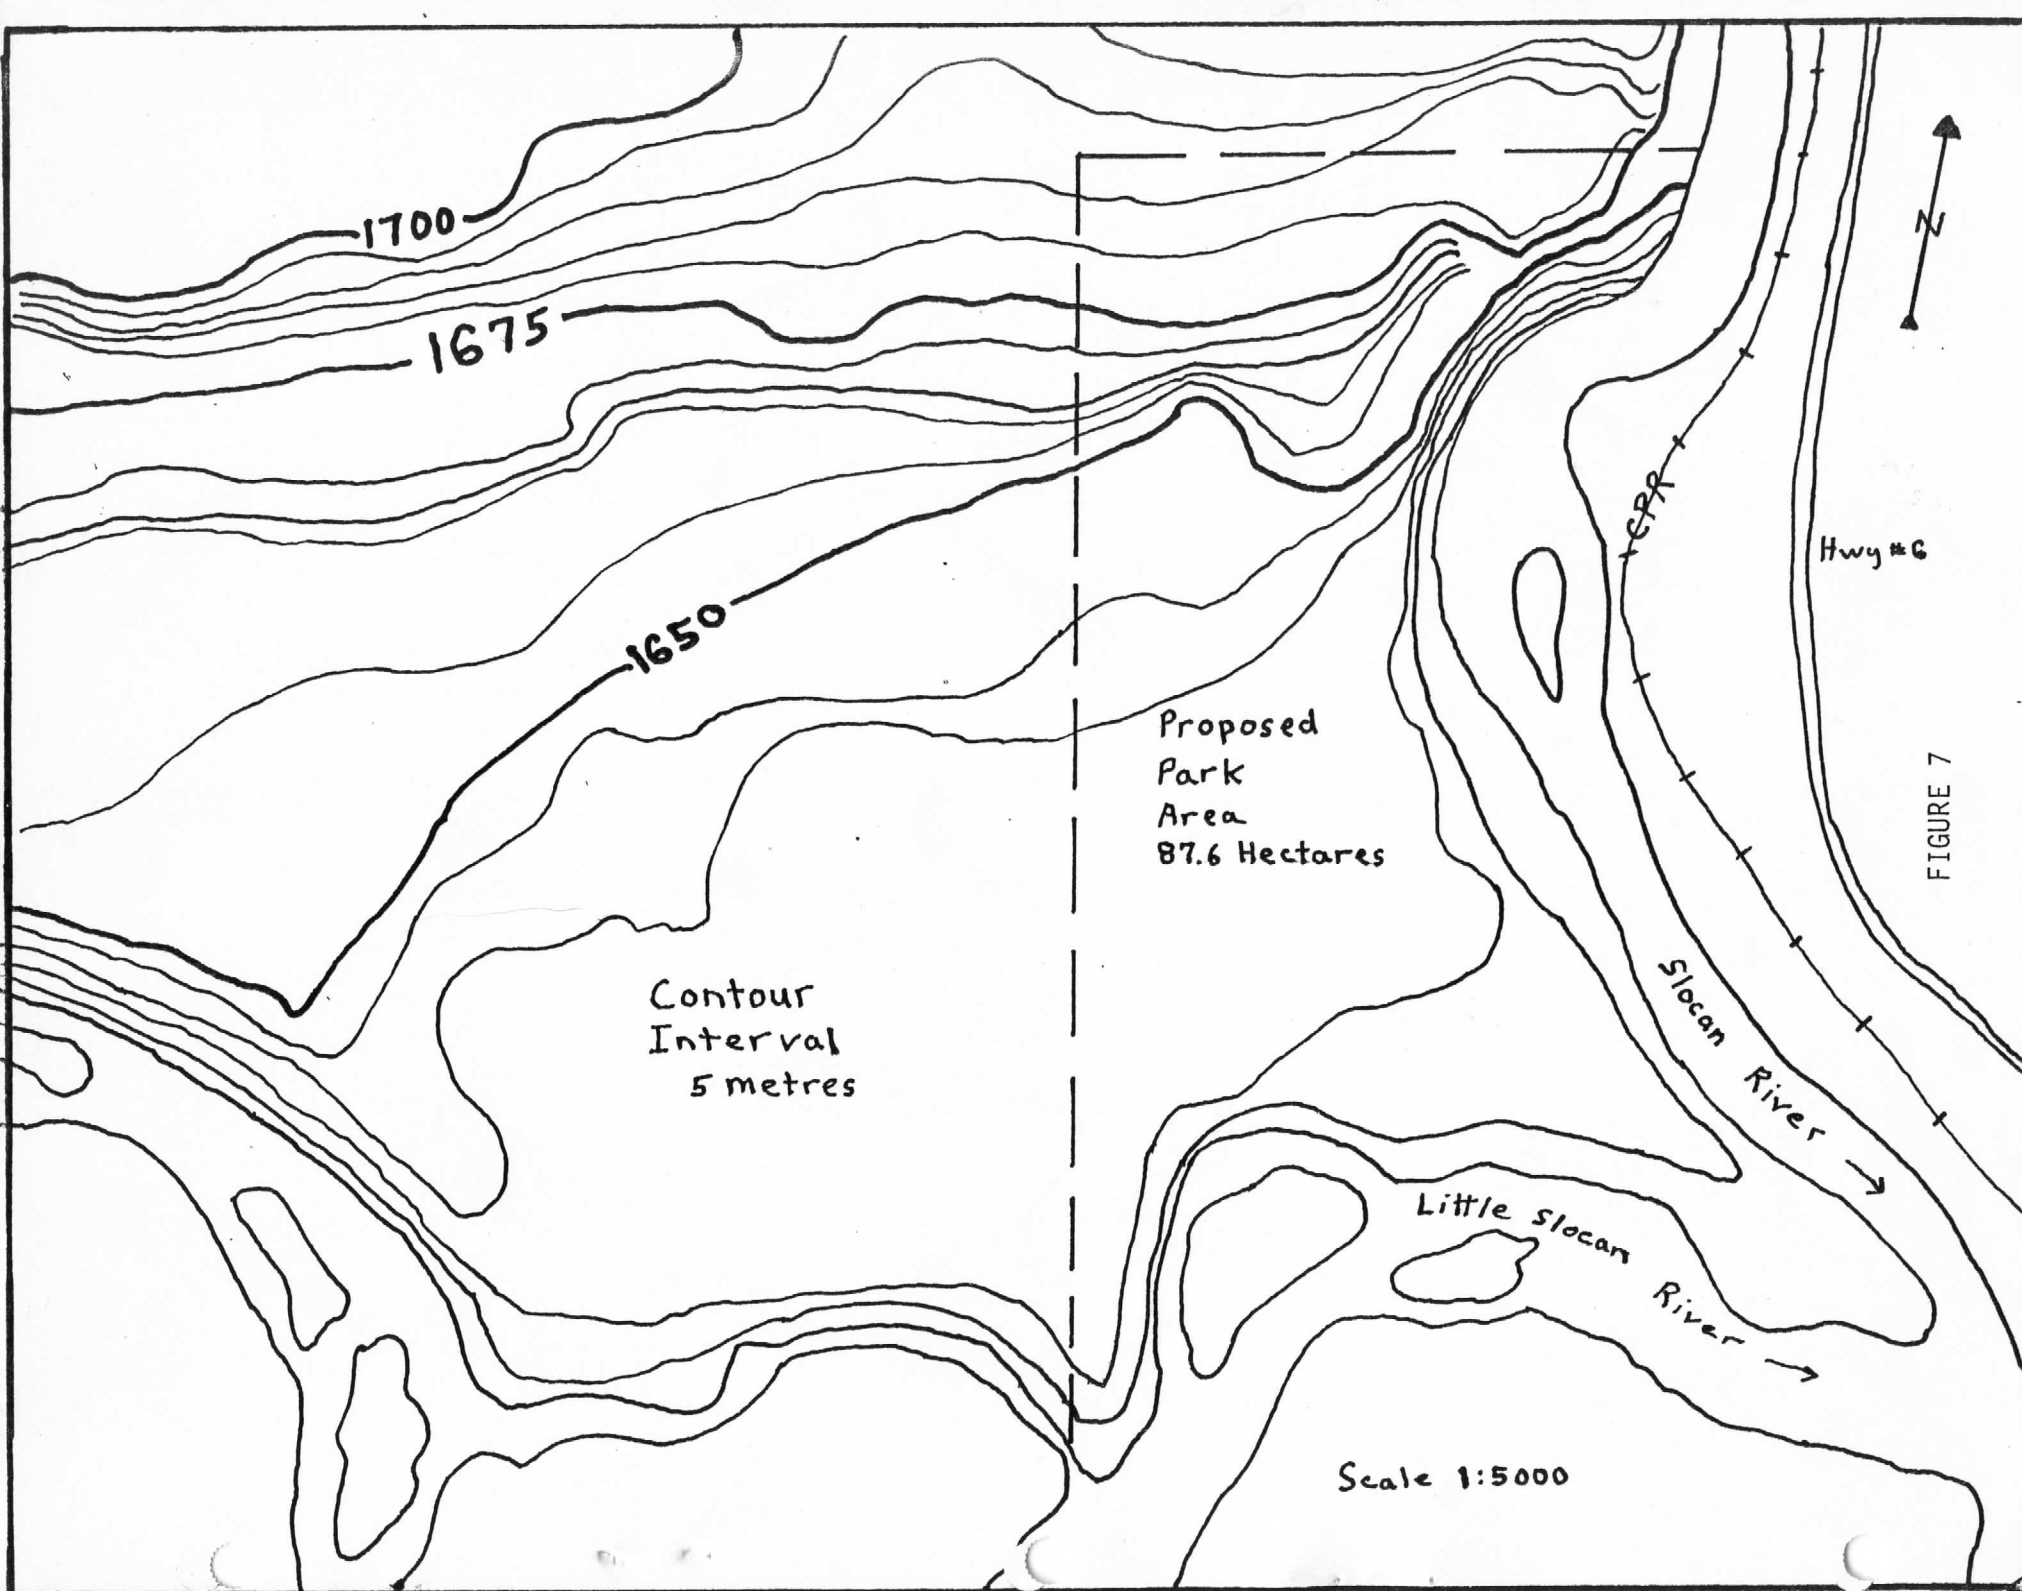 1700
1675
1650
N
CPR
Hwy #6
Proposed
Park
Area
87.6 Hectares
FIGURE 7
Contour
Interval
5 metres
Slocan River
Little Slocan River
Scale 1:5000